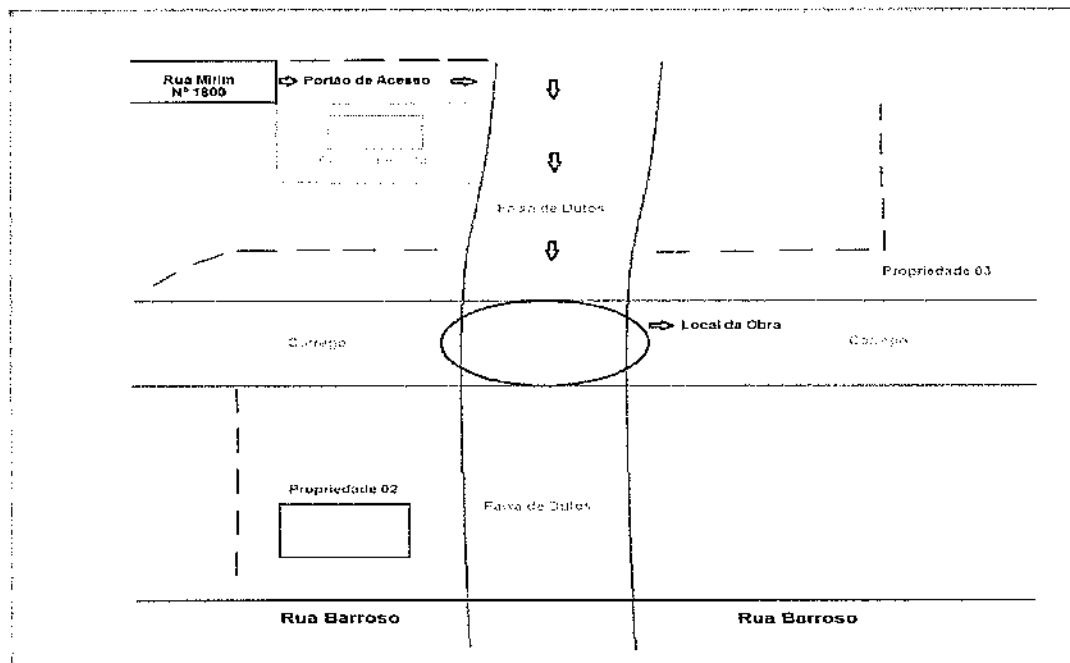 Rua Mirim
Nº 1800
Portão de Acesso
Faixa de Dutos
Propriedade 03
Local da Obra
Córrego
Córrego
Propriedade 02
Faixa de Dutos
Rua Barroso
Rua Barroso